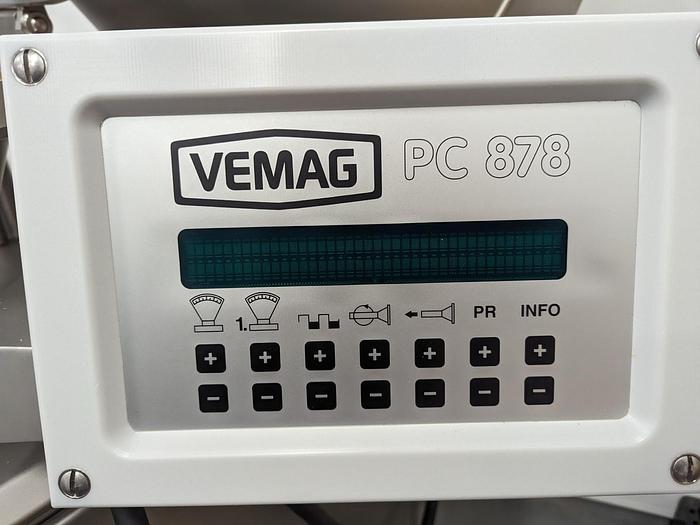 VEMAG PC 878
1. PR INFO
+ + + + + + +
- - - - - - -